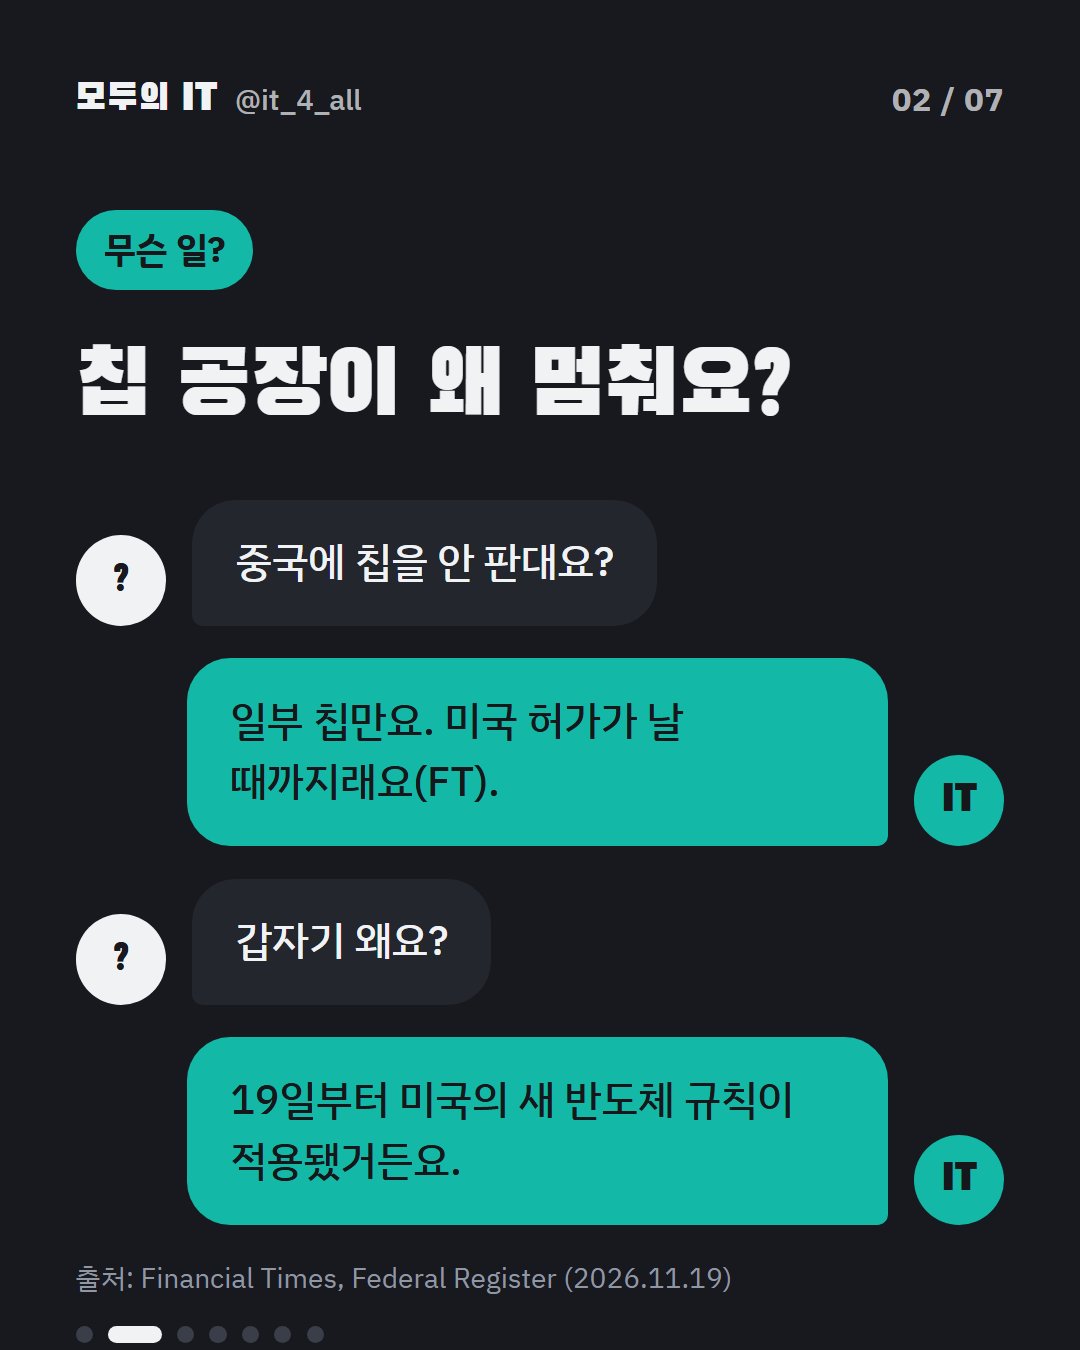 모두의 IT @it_4_all
02 / 07
무슨 일?
칩 공장이 왜 멈춰요?
?
중국에 칩을 안 판대요?
일부 칩만요. 미국 허가가 날
때까지래요(FT).
IT
?
갑자기 왜요?
19일부터 미국의 새 반도체 규칙이
적용됐거든요.
IT
출처: Financial Times, Federal Register (2026.11.19)